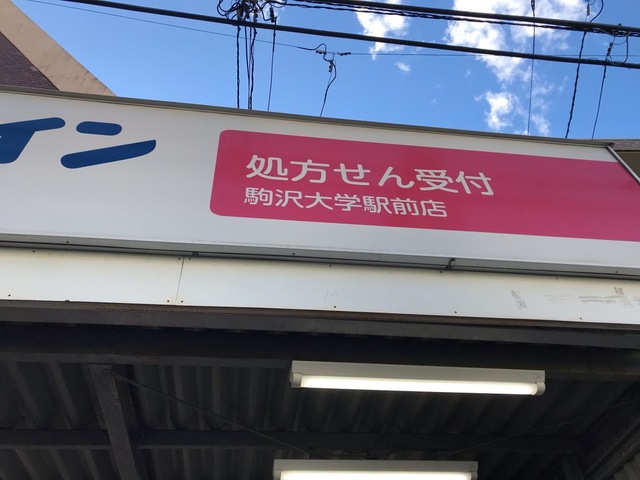 イン
処方せん受付
駒沢大学駅前店